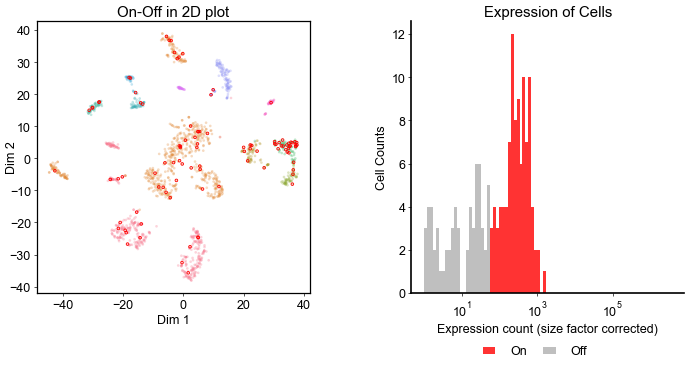 On-Off in 2D plot
40
30
20
10
0
−10
−20
−30
−40
Dim 2
−40 −20 0 20 40
Dim 1
Expression of Cells
12
10
8
6
4
2
0
Cell Counts
10^1 10^3 10^5
Expression count (size factor corrected)
On Off